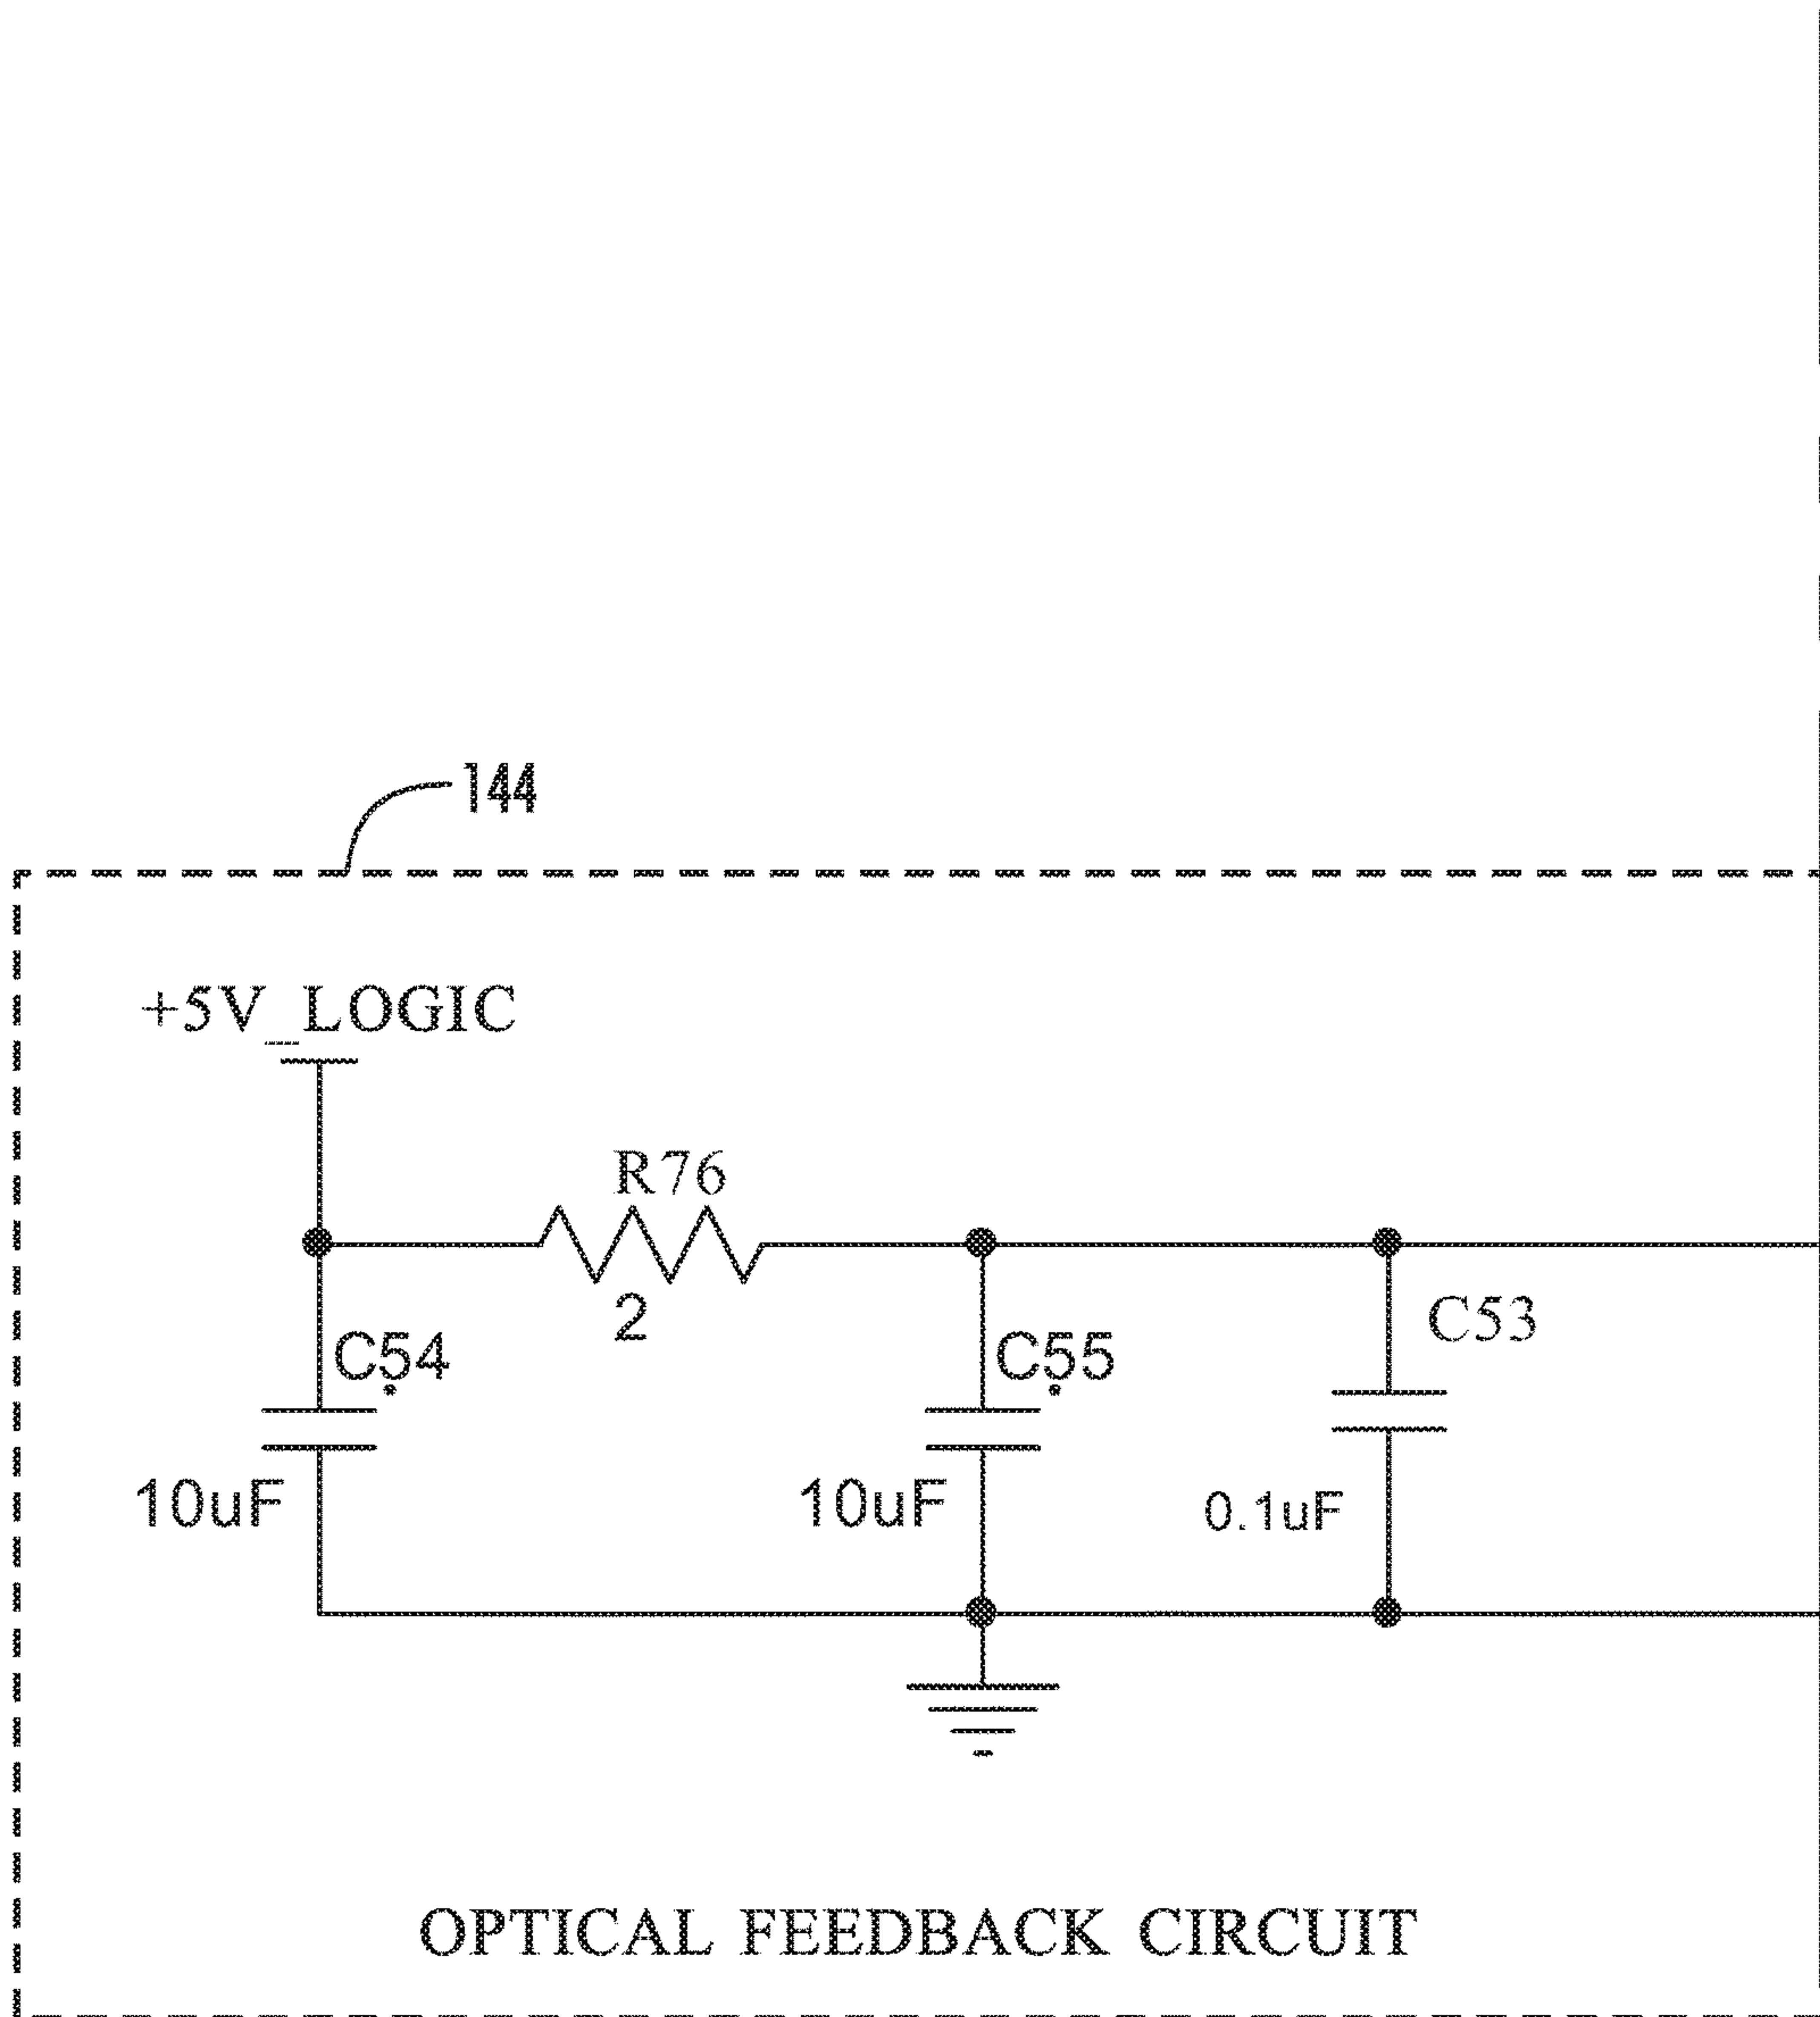 144
+5V_LOGIC
R76
2
C54
C55
C53
10uF
10uF
0.1uF
OPTICAL FEEDBACK CIRCUIT